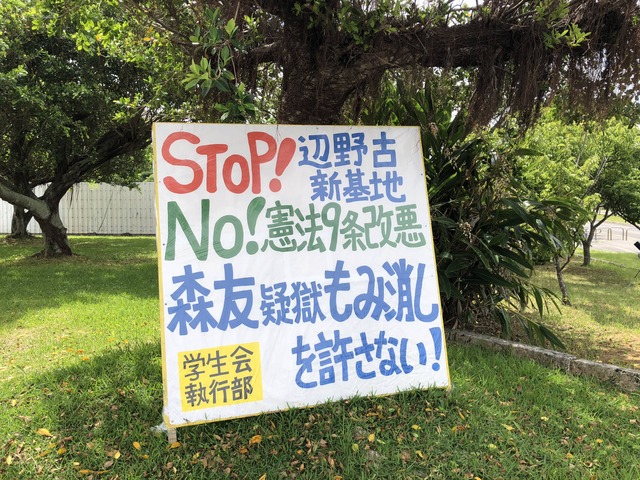 STOP! 辺野古
新基地
No! 憲法9条改悪
森友疑獄もみ消し
を許さない!
学生会
執行部